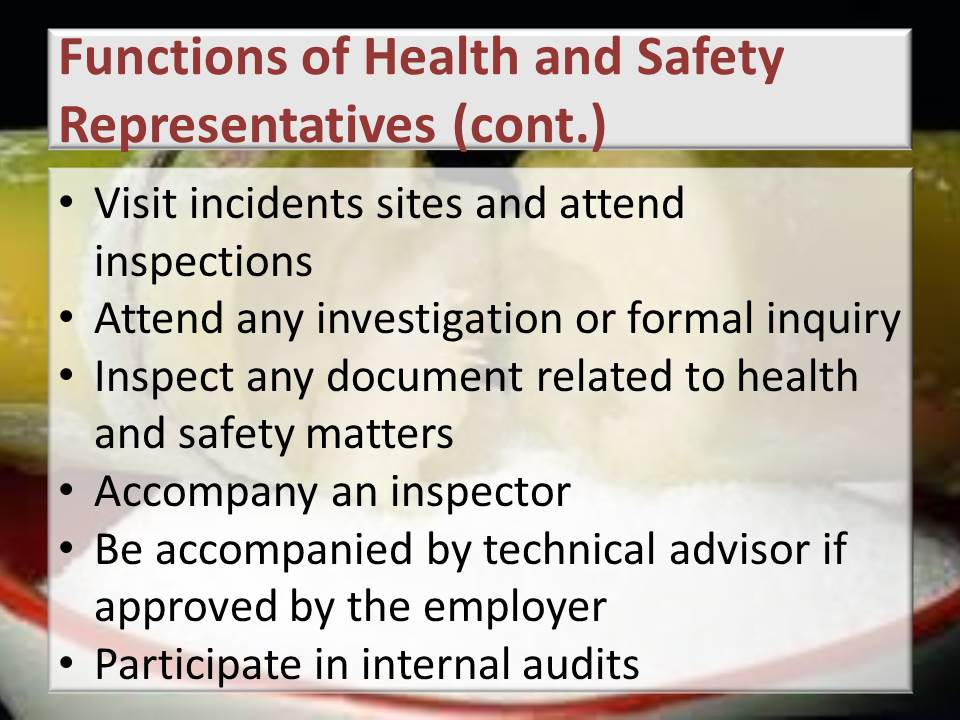 Functions of Health and Safety
Representatives (cont.)
• Visit incidents sites and attend
inspections
• Attend any investigation or formal inquiry
• Inspect any document related to health
and safety matters
• Accompany an inspector
• Be accompanied by technical advisor if
approved by the employer
• Participate in internal audits